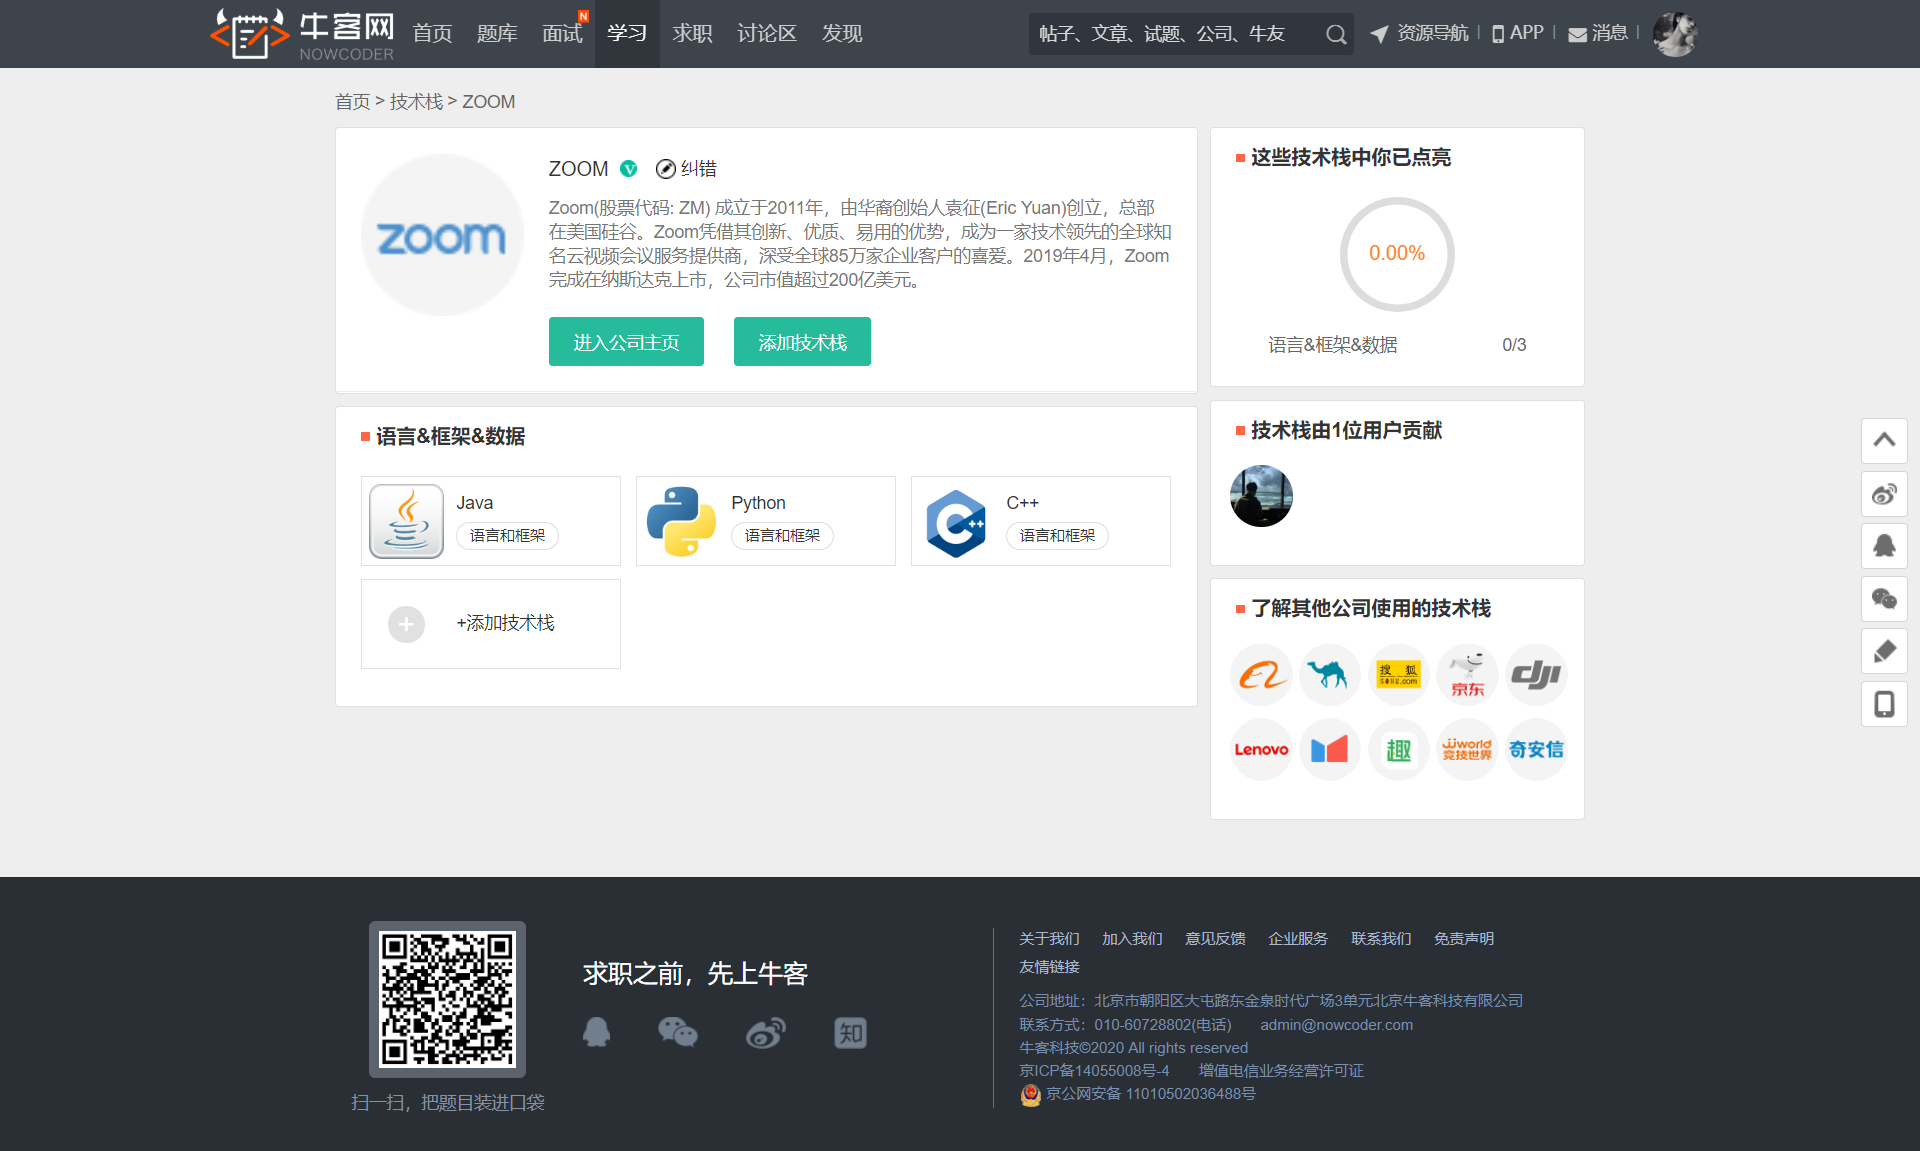 牛客网
NOWCODER
首页 题库 面试 N 学习 求职 讨论区 发现
帖子、文章、试题、公司、牛友
资源导航 APP 消息
首页 > 技术栈 > ZOOM
zoom
ZOOM V 纠错
Zoom(股票代码: ZM) 成立于2011年，由华裔创始人袁征(Eric Yuan)创立，总部
在美国硅谷。Zoom凭借其创新、优质、易用的优势，成为一家技术领先的全球知
名云视频会议服务提供商，深受全球85万家企业客户的喜爱。2019年4月，Zoom
完成在纳斯达克上市，公司市值超过200亿美元。
进入公司主页 添加技术栈
语言&框架&数据
Java
语言和框架
Python
语言和框架
C++
C++
语言和框架
+添加技术栈
这些技术栈中你已点亮
0.00%
语言&框架&数据 0/3
技术栈由1位用户贡献
了解其他公司使用的技术栈
搜狐
SOHU.com
京东
dji
Lenovo
趣
JJworld
竞技世界
奇安信
求职之前，先上牛客
知
扫一扫，把题目装进口袋
关于我们 加入我们 意见反馈 企业服务 联系我们 免责声明
友情链接
公司地址：北京市朝阳区大屯路东金泉时代广场3单元北京牛客科技有限公司
联系方式：010-60728802(电话) admin@nowcoder.com
牛客科技©2020 All rights reserved
京ICP备14055008号-4 增值电信业务经营许可证
京公网安备 11010502036488号